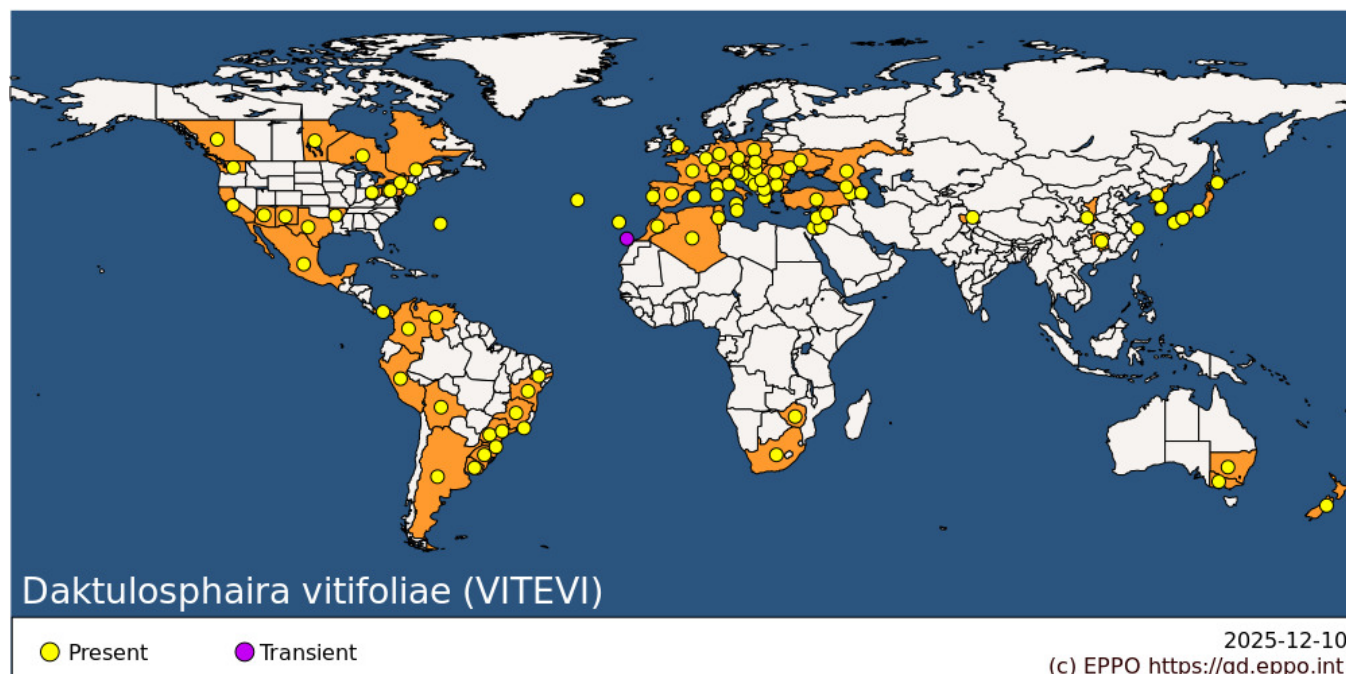 Daktulosphaira vitifoliae (VITEVI)
Present
Transient
2025-12-10
(c) EPPO https://gd.eppo.int